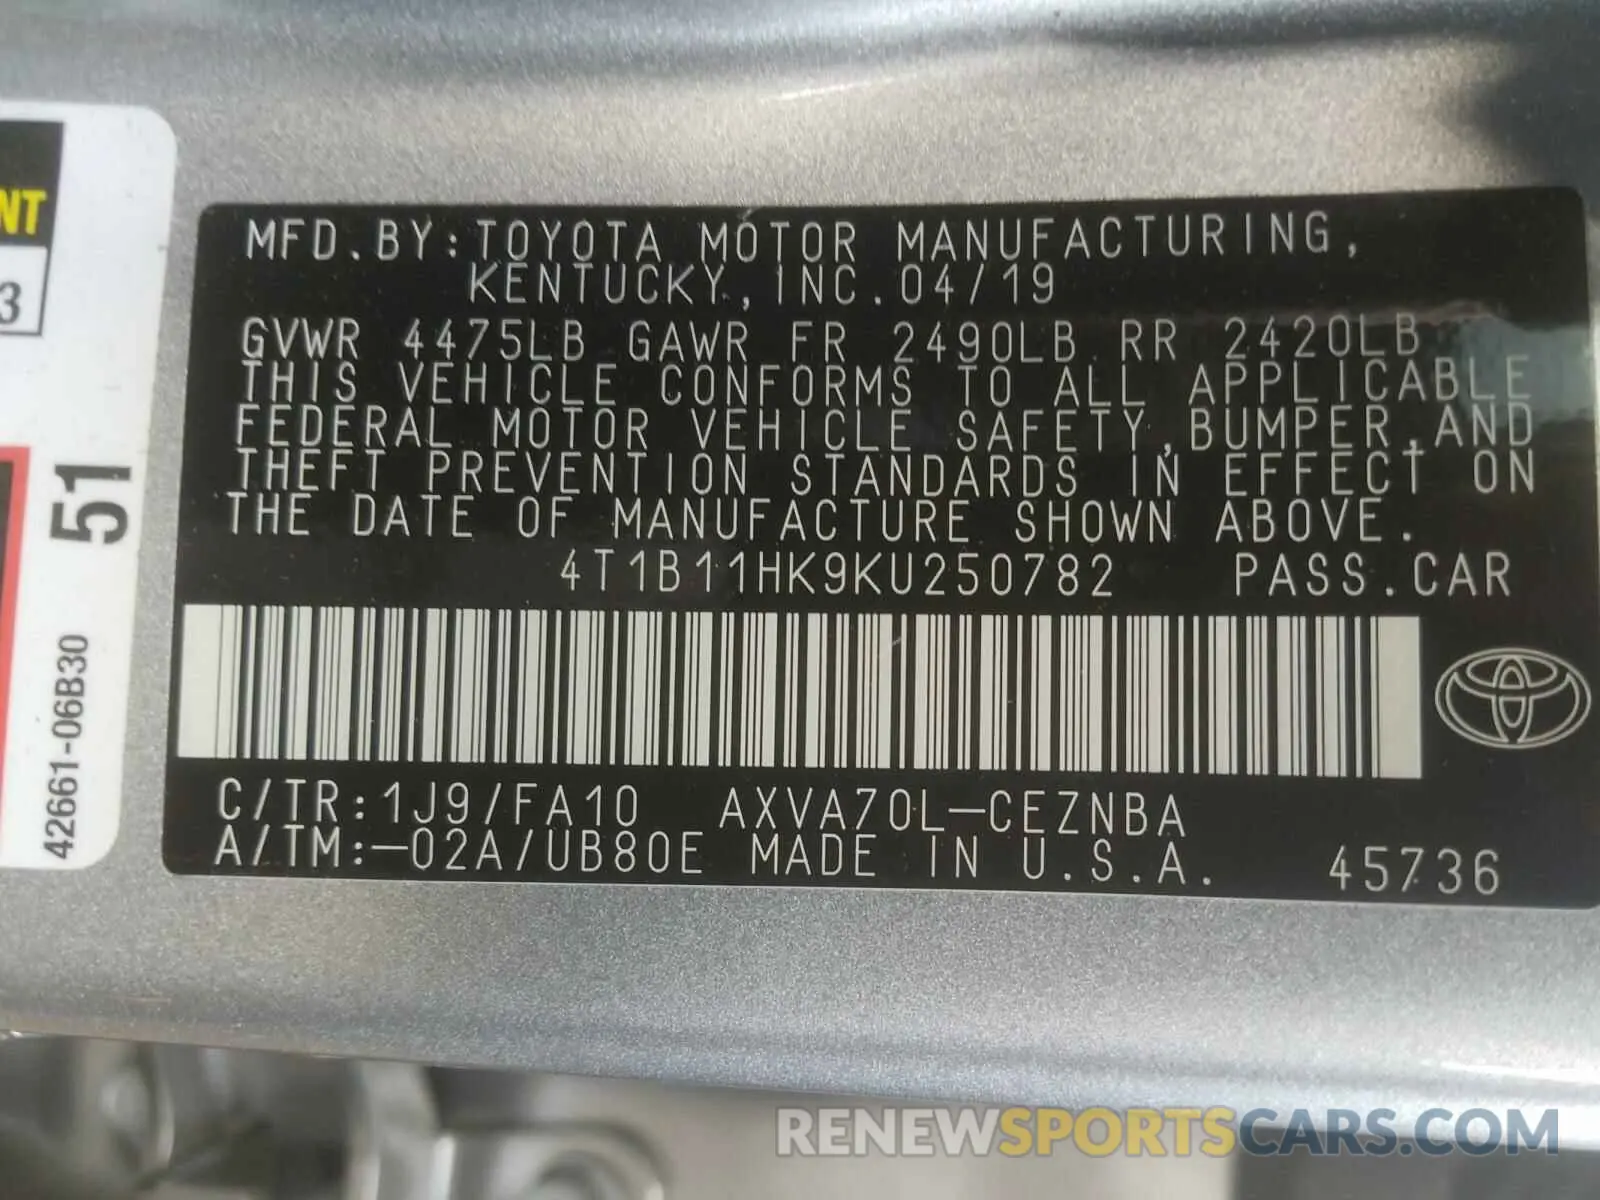 NT
3
51
42661-06B30
MFD.BY:TOYOTA MOTOR MANUFACTURING,
KENTUCKY,INC.04/19
GVWR 4475LB GAWR FR 2490LB RR 2420LB
THIS VEHICLE CONFORMS TO ALL APPLICABLE
FEDERAL MOTOR VEHICLE SAFETY,BUMPER,AND
THEFT PREVENTION STANDARDS IN EFFECT ON
THE DATE OF MANUFACTURE SHOWN ABOVE.
4T1B11HK9KU250782 PASS.CAR
C/TR:1J9/FA10 AXVA70L-CEZNBA
A/TM:-02A/UB80E MADE IN U.S.A. 45736
RENEWSPORTSCARS.COM